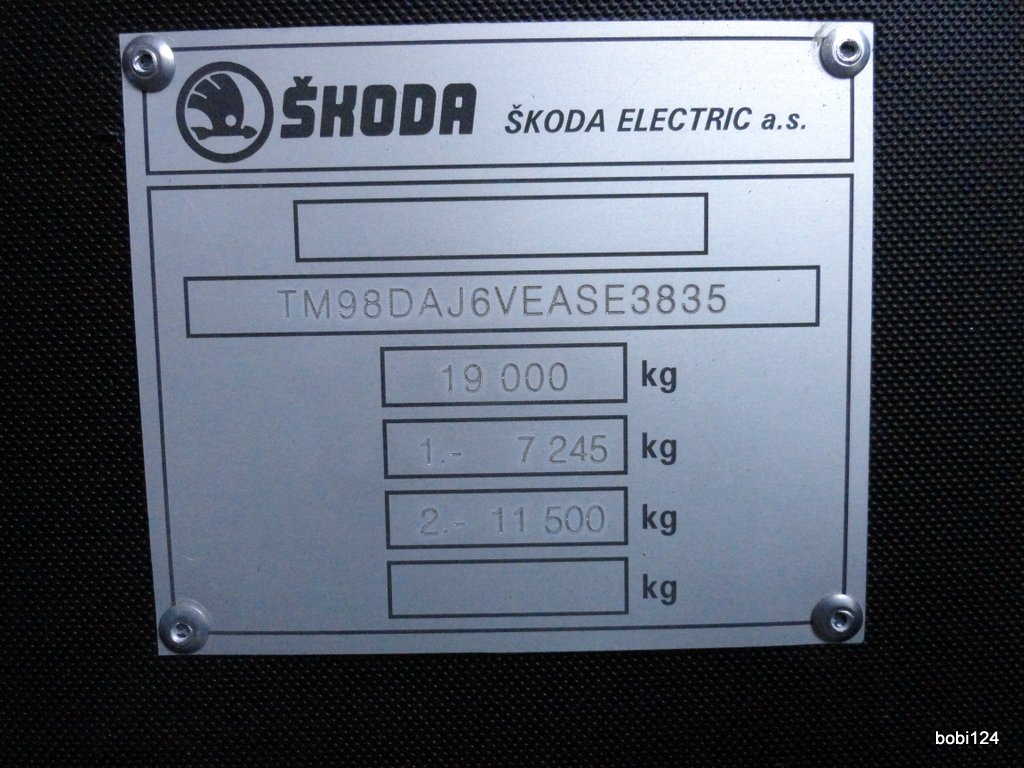 ŠKODA ŠKODA ELECTRIC a.s.
TM98DAJ6VEASE3835
19 000 kg
1.- 7 245 kg
2.- 11 500 kg
kg
bobi124